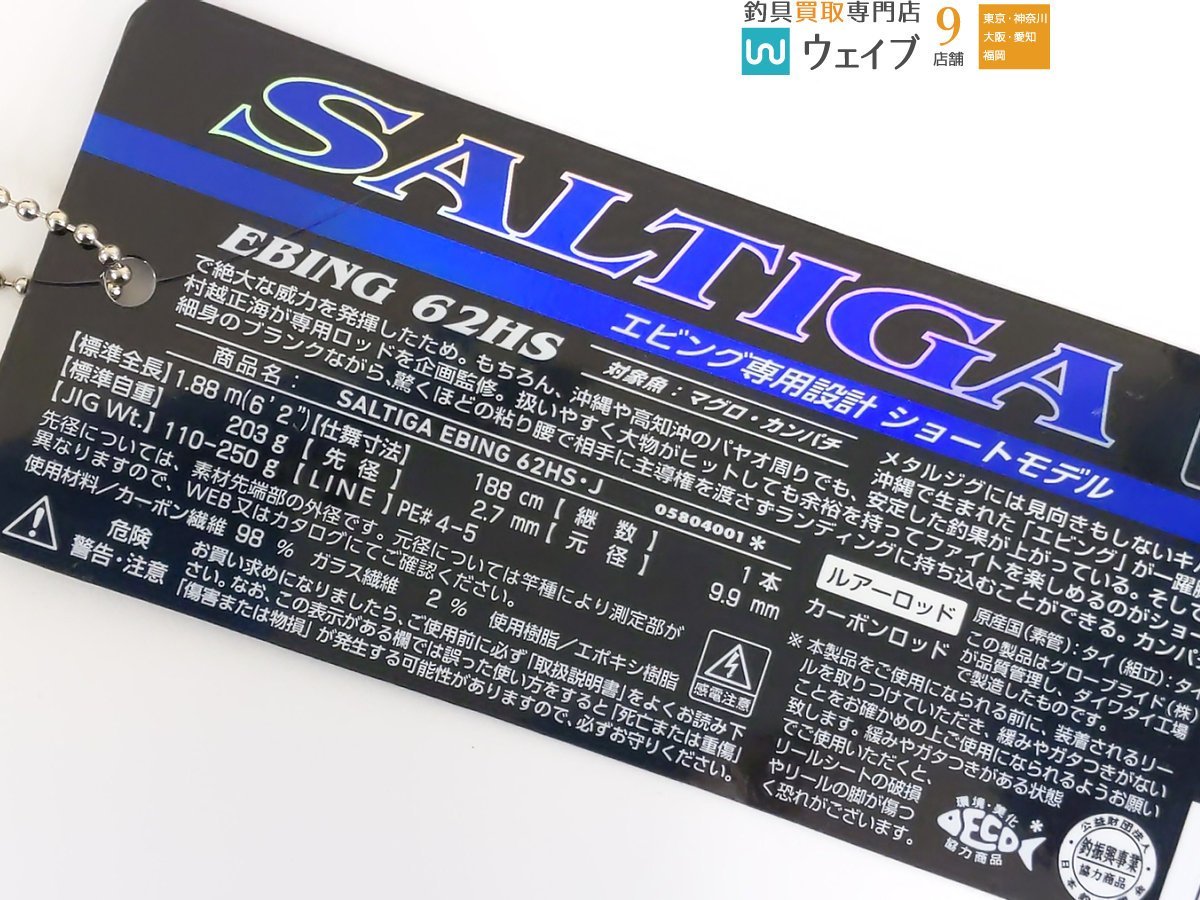 釣具買取専門店
ウェイブ
9
店舗
東京・神奈川
大阪・愛知
福岡
SALTIGA
エビング専用設計 ショートモデル
EBING 62HS
対象魚：マグロ・カンパチ
メタルジグには見向きもしないキ
沖縄で生まれた「エビング」が一躍
で絶大な威力を発揮したため。もちろん、沖縄や高知沖のパヤオ周りでも、安定した釣果が上がっている。そし
村越正海が専用ロッドを企画監修。扱いやすく大物がヒットしても余裕を持ってファイトを楽しめるのがショ
細身のブランクながら、驚くほどの粘り腰で相手に主導権を渡さずランディングに持ち込むことができる。カンパ
商品名： SALTIGA EBING 62HS・J 058040001*
【標準全長】1.88 m(6'2")【仕舞寸法】 188 cm【継数】 1 本
【標準自重】 203 g【先径】 2.7 mm【元径】 9.9 mm
【JIG Wt.】110-250 g【LINE】PE# 4-5
先径については、素材先端部の外径です。元径については竿種により測定部が
異なりますので、WEB又はカタログにてご確認ください。
使用材料/カーボン繊維 98 % ガラス繊維 2 % 使用樹脂/エポキシ樹脂
危険
警告・注意
お買い求めになりましたら、ご使用前に必ず「取扱説明書」をよくお読み下
さい。なお、この表示がある欄では誤った使い方をすると「死亡または重傷」
「傷害または物損」が発生する可能性がありますので、必ずお守りください。
感電注意
ルアーロッド
カーボンロッド
原産国(素管)：タイ(組立)：タ
この製品はグローブライド(株)
が品質管理し、ダイワタイ工場
で製造したものです。
※本製品をご使用になられる前に、装着されるリー
ルを取りつけていただき、緩みやガタつきがない
ことをお確かめの上ご使用になられるようお願い
致します。緩みやガタつきがある状態
でご使用いただくと、
リールシートの破損
やリールの脚が傷つ
く恐れがございます。
環境・美化
ECO
*
協力商品
公益財団法人
釣振興事業
協力商品